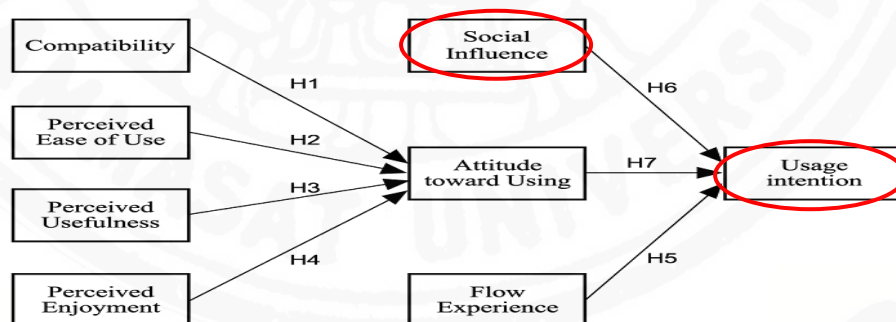 Compatibility
Social
Influence
H1
H6
Perceived
Ease of Use
H2
Attitude
toward Using
H7
Usage
intention
H3
Perceived
Usefulness
H4
H5
Perceived
Enjoyment
Flow
Experience